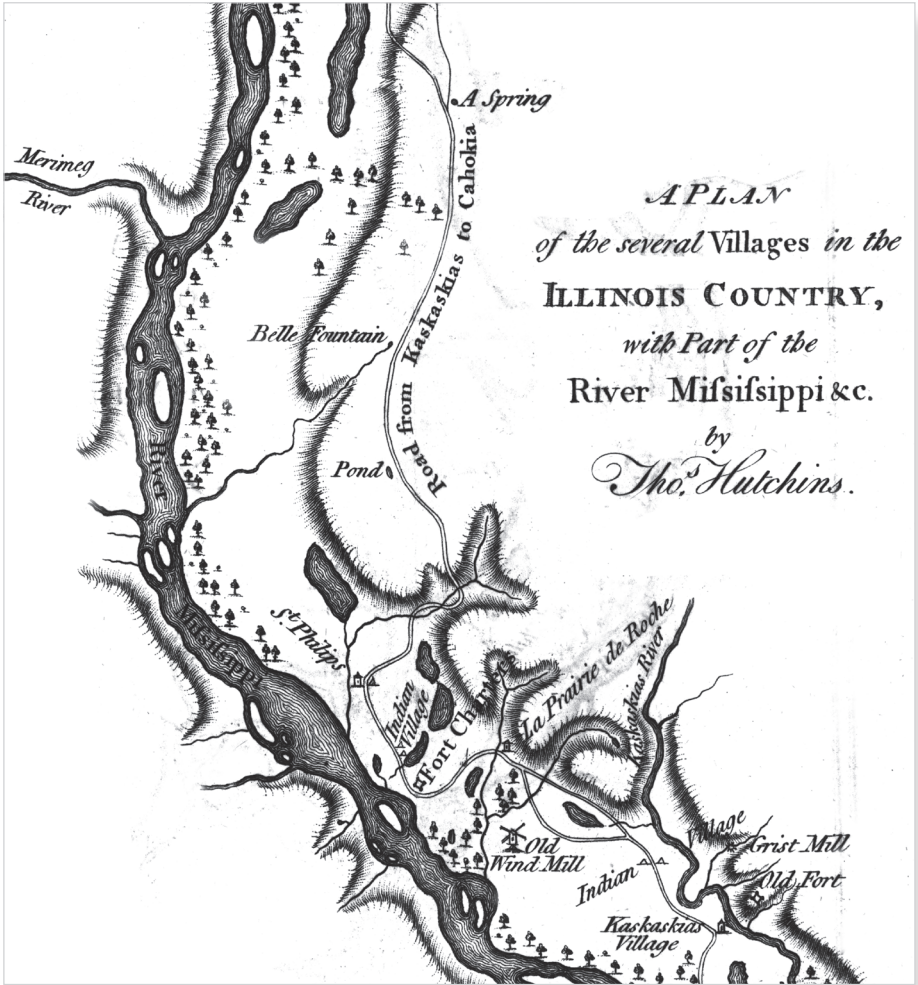 A Spring
Merimeg
River
Road from Kaskaskias to Cahokia
A PLAN
of the several Villages in the
ILLINOIS COUNTRY,
with Part of the
River Miſsiſsippi &c.
by
Tho.s Hutchins.
Belle Fountain
Pond
River
Miſsiſsippi
St Philips
Indian
Village
Fort Chartres
La Prairie de Roche
Kaskaskias River
Old
Wind Mill
Indian Village
Grist Mill
Old Fort
Kaskaskias
Village